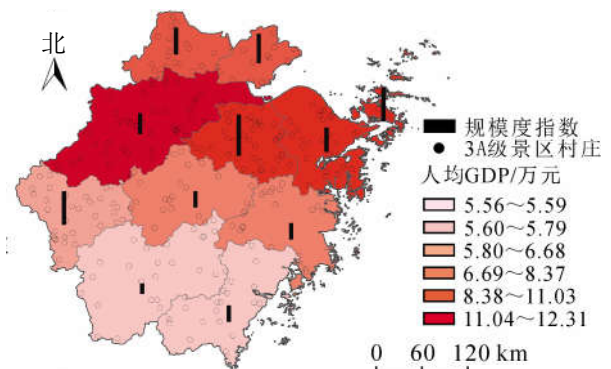 北
规模度指数
3A级景区村庄
人均GDP/万元
5.56～5.59
5.60～5.79
5.80～6.68
6.69～8.37
8.38～11.03
11.04～12.31
0 60 120 km